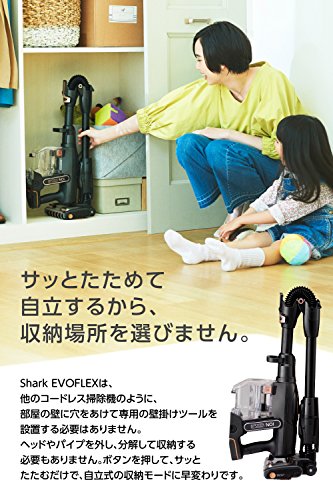 サッとたためて
自立するから、
収納場所を選びません。
Shark EVOFLEXは、
他のコードレス掃除機のように、
部屋の壁に穴をあけて専用の壁掛けツールを
設置する必要はありません。
ヘッドやパイプを外し、分解して収納する
必要もありません。ボタンを押して、サッと
たたむだけで、自立式の収納モードに早変わりです。